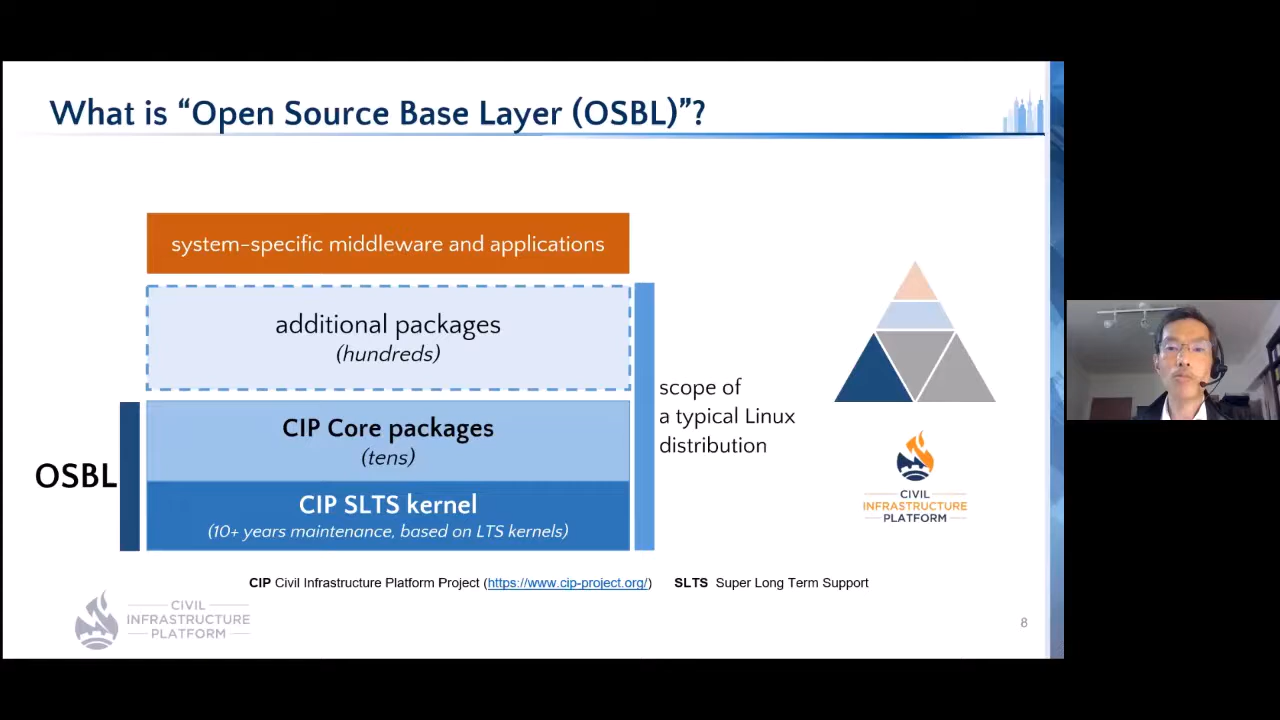 What is “Open Source Base Layer (OSBL)”?
system-specific middleware and applications
additional packages
(hundreds)
scope of
a typical Linux
distribution
CIP Core packages
(tens)
OSBL
CIP SLTS kernel
(10+ years maintenance, based on LTS kernels)
CIVIL
INFRASTRUCTURE
PLATFORM
CIP Civil Infrastructure Platform Project (https://www.cip-project.org/) SLTS Super Long Term Support
CIVIL
INFRASTRUCTURE
PLATFORM
8